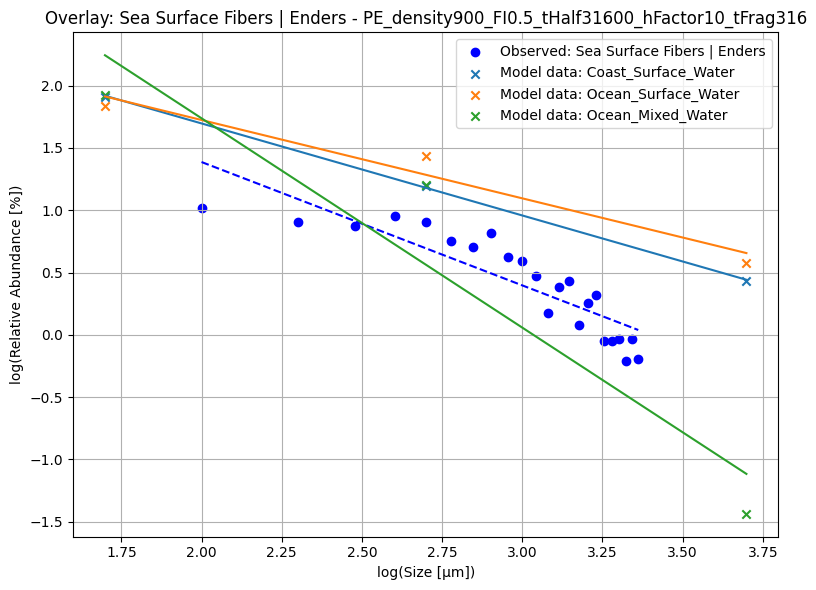 Overlay: Sea Surface Fibers | Enders - PE_density900_FI0.5_tHalf31600_hFactor10_tFrag316
Observed: Sea Surface Fibers | Enders
Model data: Coast_Surface_Water
Model data: Ocean_Surface_Water
Model data: Ocean_Mixed_Water
log(Relative Abundance [%])
2.0
1.5
1.0
0.5
0.0
−0.5
−1.0
−1.5
1.75
2.00
2.25
2.50
2.75
3.00
3.25
3.50
3.75
log(Size [µm])